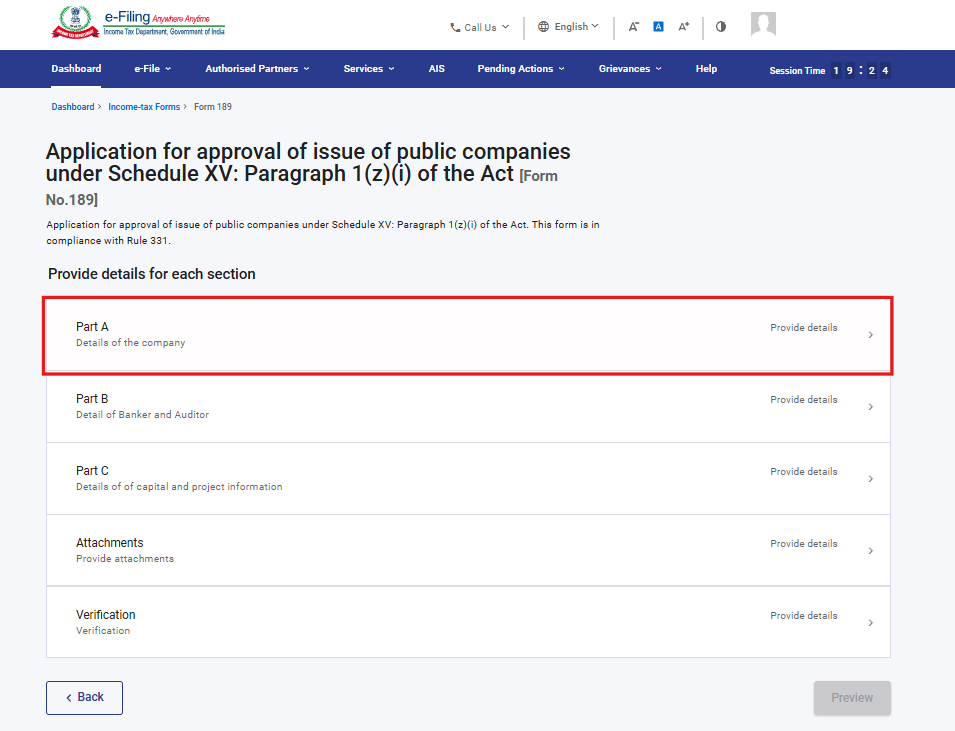 e-Filing Anywhere Anytime
Income Tax Department, Government of India
Call Us
English
A-
A
A+
Dashboard
e-File
Authorised Partners
Services
AIS
Pending Actions
Grievances
Help
Session Time 1 9 : 2 4
Dashboard > Income-tax Forms > Form 189
Application for approval of issue of public companies
under Schedule XV: Paragraph 1(z)(i) of the Act [Form
No.189]
Application for approval of issue of public companies under Schedule XV: Paragraph 1(z)(i) of the Act. This form is in
compliance with Rule 331.
Provide details for each section
Part A
Provide details
Details of the company
Part B
Provide details
Detail of Banker and Auditor
Part C
Provide details
Details of of capital and project information
Attachments
Provide details
Provide attachments
Verification
Provide details
Verification
Back
Preview